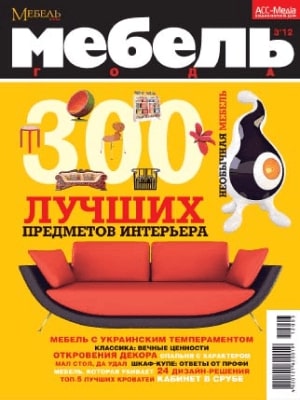 МЕБЕЛЬ
АСС-Медиа
мебель
года
3'12
300
НЕОБЫЧНАЯ МЕБЕЛЬ
ЛУЧШИХ
ПРЕДМЕТОВ ИНТЕРЬЕРА
МЕБЕЛЬ С УКРАИНСКИМ ТЕМПЕРАМЕНТОМ
КЛАССИКА: ВЕЧНЫЕ ЦЕННОСТИ
ОТКРОВЕНИЯ ДЕКОРА СПАЛЬНИ С ХАРАКТЕРОМ
МАЛ СТОЛ, ДА УДАЛ ШКАФ-КУПЕ: ОТВЕТЫ ОТ ПРОФИ
МЕБЕЛЬ, КОТОРАЯ УБИВАЕТ 24 ДИЗАЙН-РЕШЕНИЯ
ТОП-5 ЛУЧШИХ КРОВАТЕЙ КАБИНЕТ В СРУБЕ